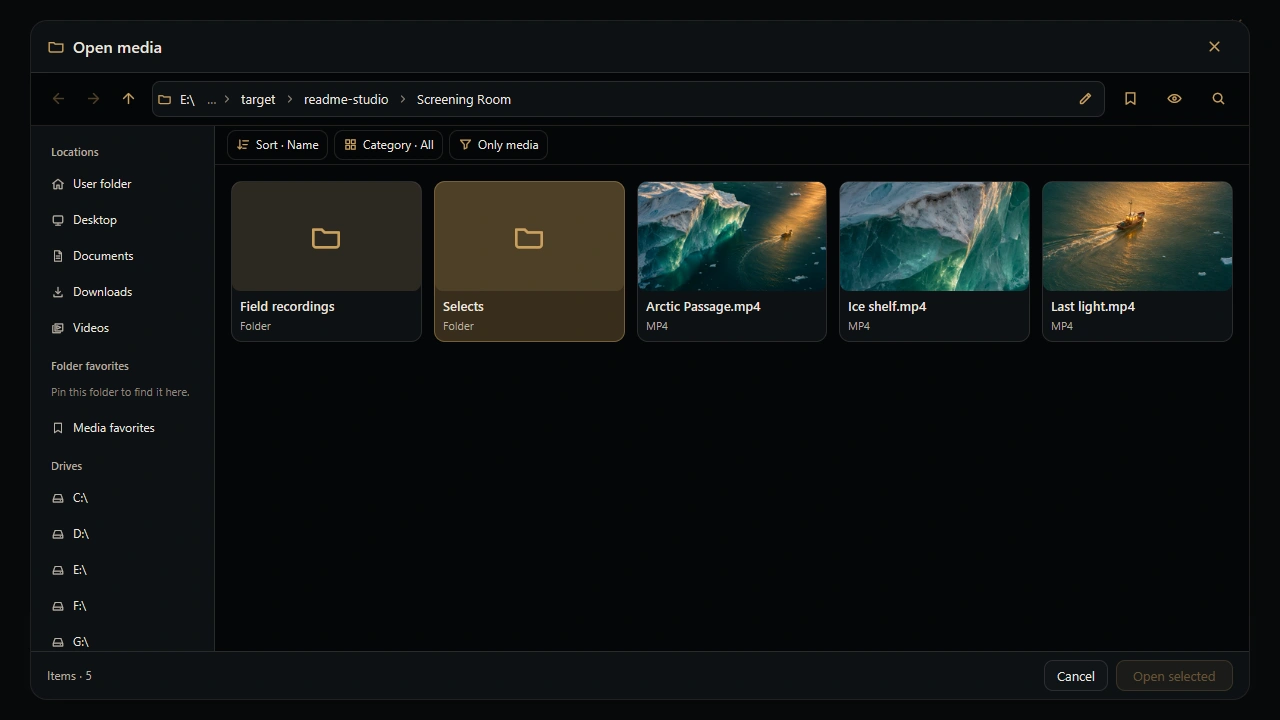 Open media
E:\ ... > target > readme-studio > Screening Room
Locations
User folder
Desktop
Documents
Downloads
Videos
Folder favorites
Pin this folder to find it here.
Media favorites
Drives
C:\
D:\
E:\
F:\
G:\
Sort · Name
Category · All
Only media
Field recordings
Folder
Selects
Folder
Arctic Passage.mp4
MP4
Ice shelf.mp4
MP4
Last light.mp4
MP4
Items · 5
Cancel
Open selected